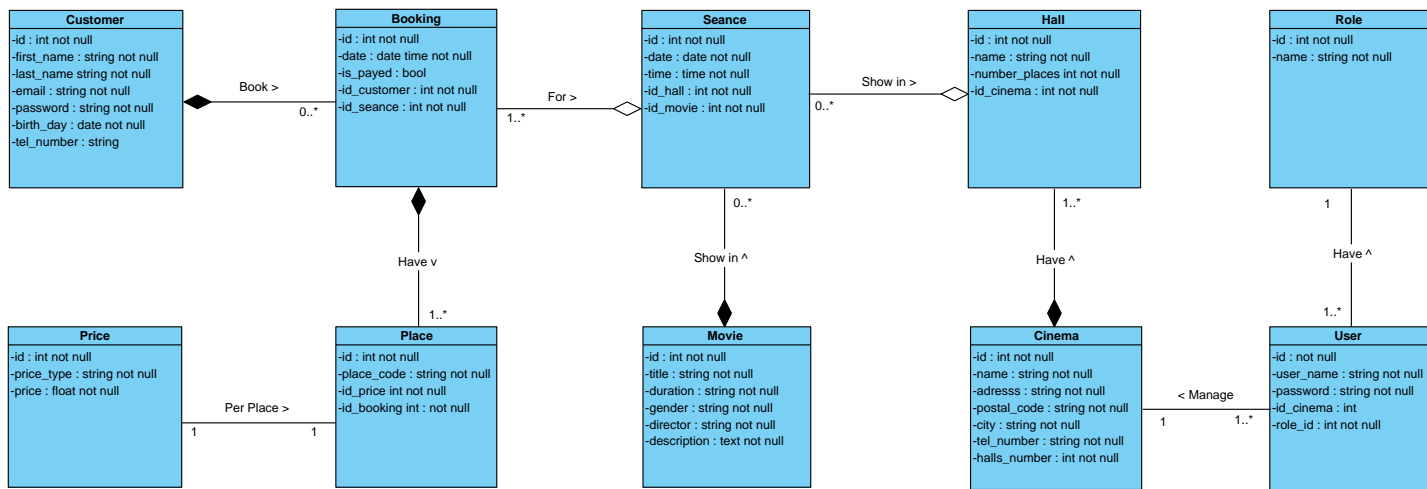 Customer
-id : int not null
-first_name : string not null
-last_name string not null
-email : string not null
-password : string not null
-birth_day : date not null
-tel_number : string
Book >
0..*
Booking
-id : int not null
-date : date time not null
-is_payed : bool
-id_customer : int not null
-id_seance : int not null
For >
1..*
Seance
-id : int not null
-date : date not null
-time : time not null
-id_hall : int not null
-id_movie : int not null
Show in >
0..*
Hall
-id : int not null
-name : string not null
-number_places int not null
-id_cinema : int not null
Role
-id : int not null
-name : string not null
Have v
1..*
0..*
Show in ^
1..*
Have ^
1
Have ^
1..*
Price
-id : int not null
-price_type : string not null
-price : float not null
Per Place >
1
1
Place
-id : int not null
-place_code : string not null
-id_price int not null
-id_booking int : not null
Movie
-id : int not null
-title : string not null
-duration : string not null
-gender : string not null
-director : string not null
-description : text not null
Cinema
-id : int not null
-name : string not null
-adresss : string not null
-postal_code : string not null
-city : string not null
-tel_number : string not null
-halls_number : int not null
< Manage
1
1..*
User
-id : not null
-user_name : string not null
-password : string not null
-id_cinema : int
-role_id : int not null